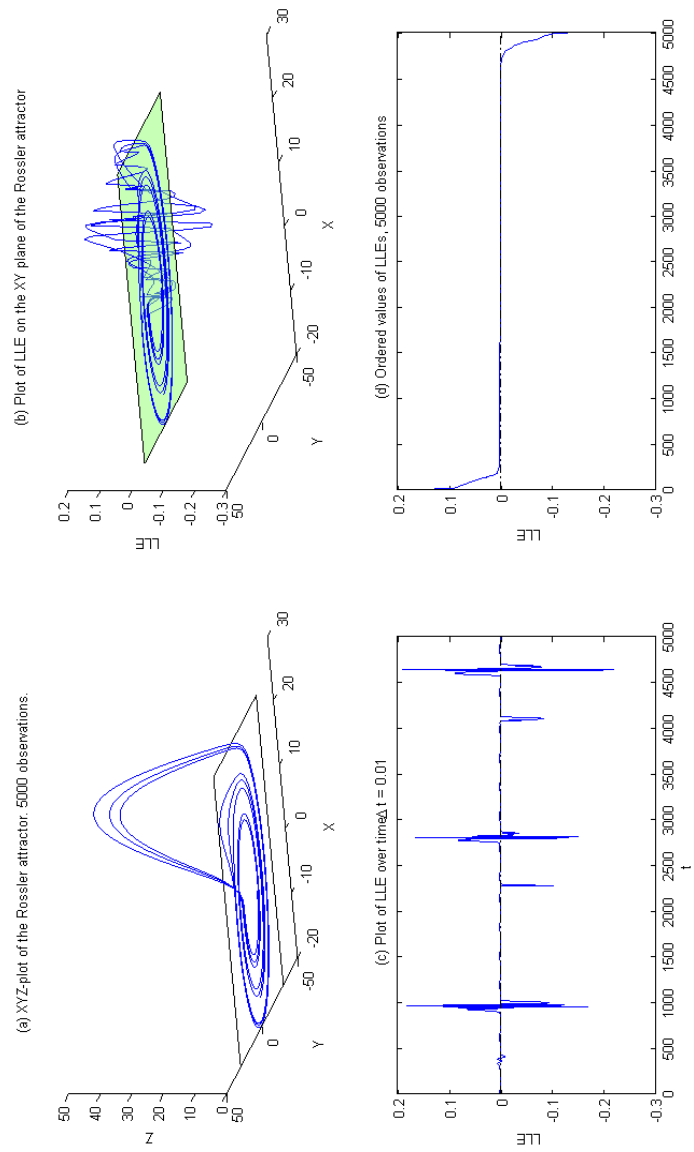 (a) XYZ-plot of the Rossler attractor. 5000 observations.
50
40
30
20
10
0
Z
50
0
-50
Y
-20
-10
0
10
20
30
X
(b) Plot of LLE on the XY plane of the Rossler attractor
0.2
0.1
0
-0.1
-0.2
-0.3
LLE
50
0
-50
Y
-20
-10
0
10
20
30
X
(c) Plot of LLE over timeΔ t = 0.01
0.2
0.1
0
-0.1
-0.2
-0.3
LLE
0 500 1000 1500 2000 2500 3000 3500 4000 4500 5000
t
(d) Ordered values of LLEs, 5000 observations
0.2
0.1
0
-0.1
-0.2
-0.3
LLE
0 500 1000 1500 2000 2500 3000 3500 4000 4500 5000